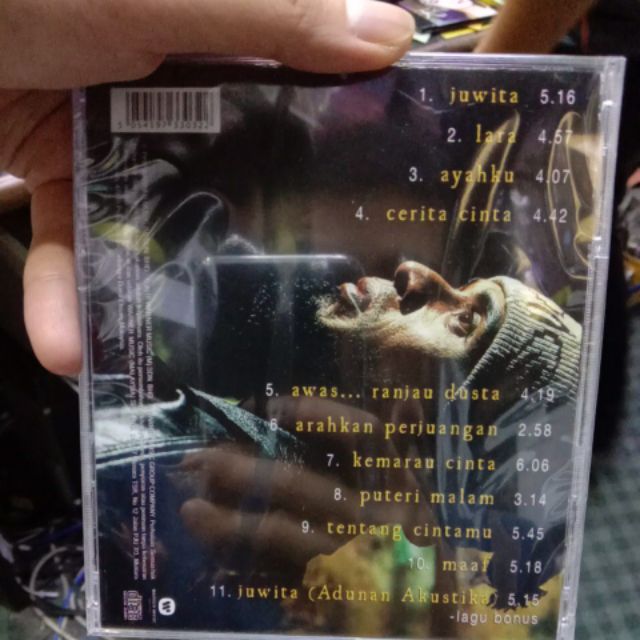 1. juwita 5.16
2. lara 4.57
3. ayahku 4.07
4. cerita cinta 4.42
5. awas... ranjau dusta 4.19
6. arahkan perjuangan 2.58
7. kemarau cinta 6.06
8. puteri malam 3.14
9. tentang cintamu 5.45
10. maaf 5.18
11. juwita (Adunan Akustika) 5.15
-lagu bonus